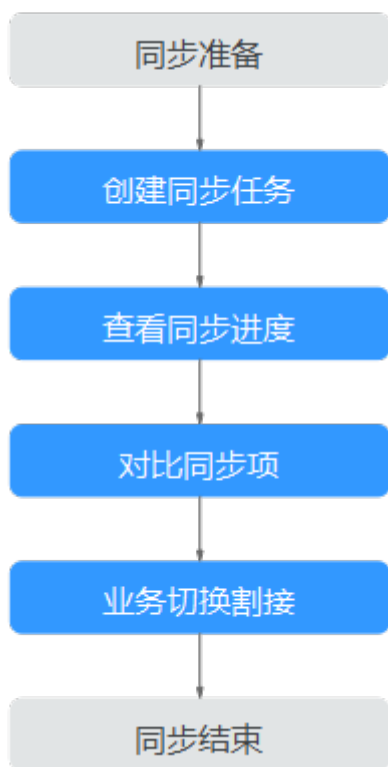 同步准备
创建同步任务
查看同步进度
对比同步项
业务切换割接
同步结束